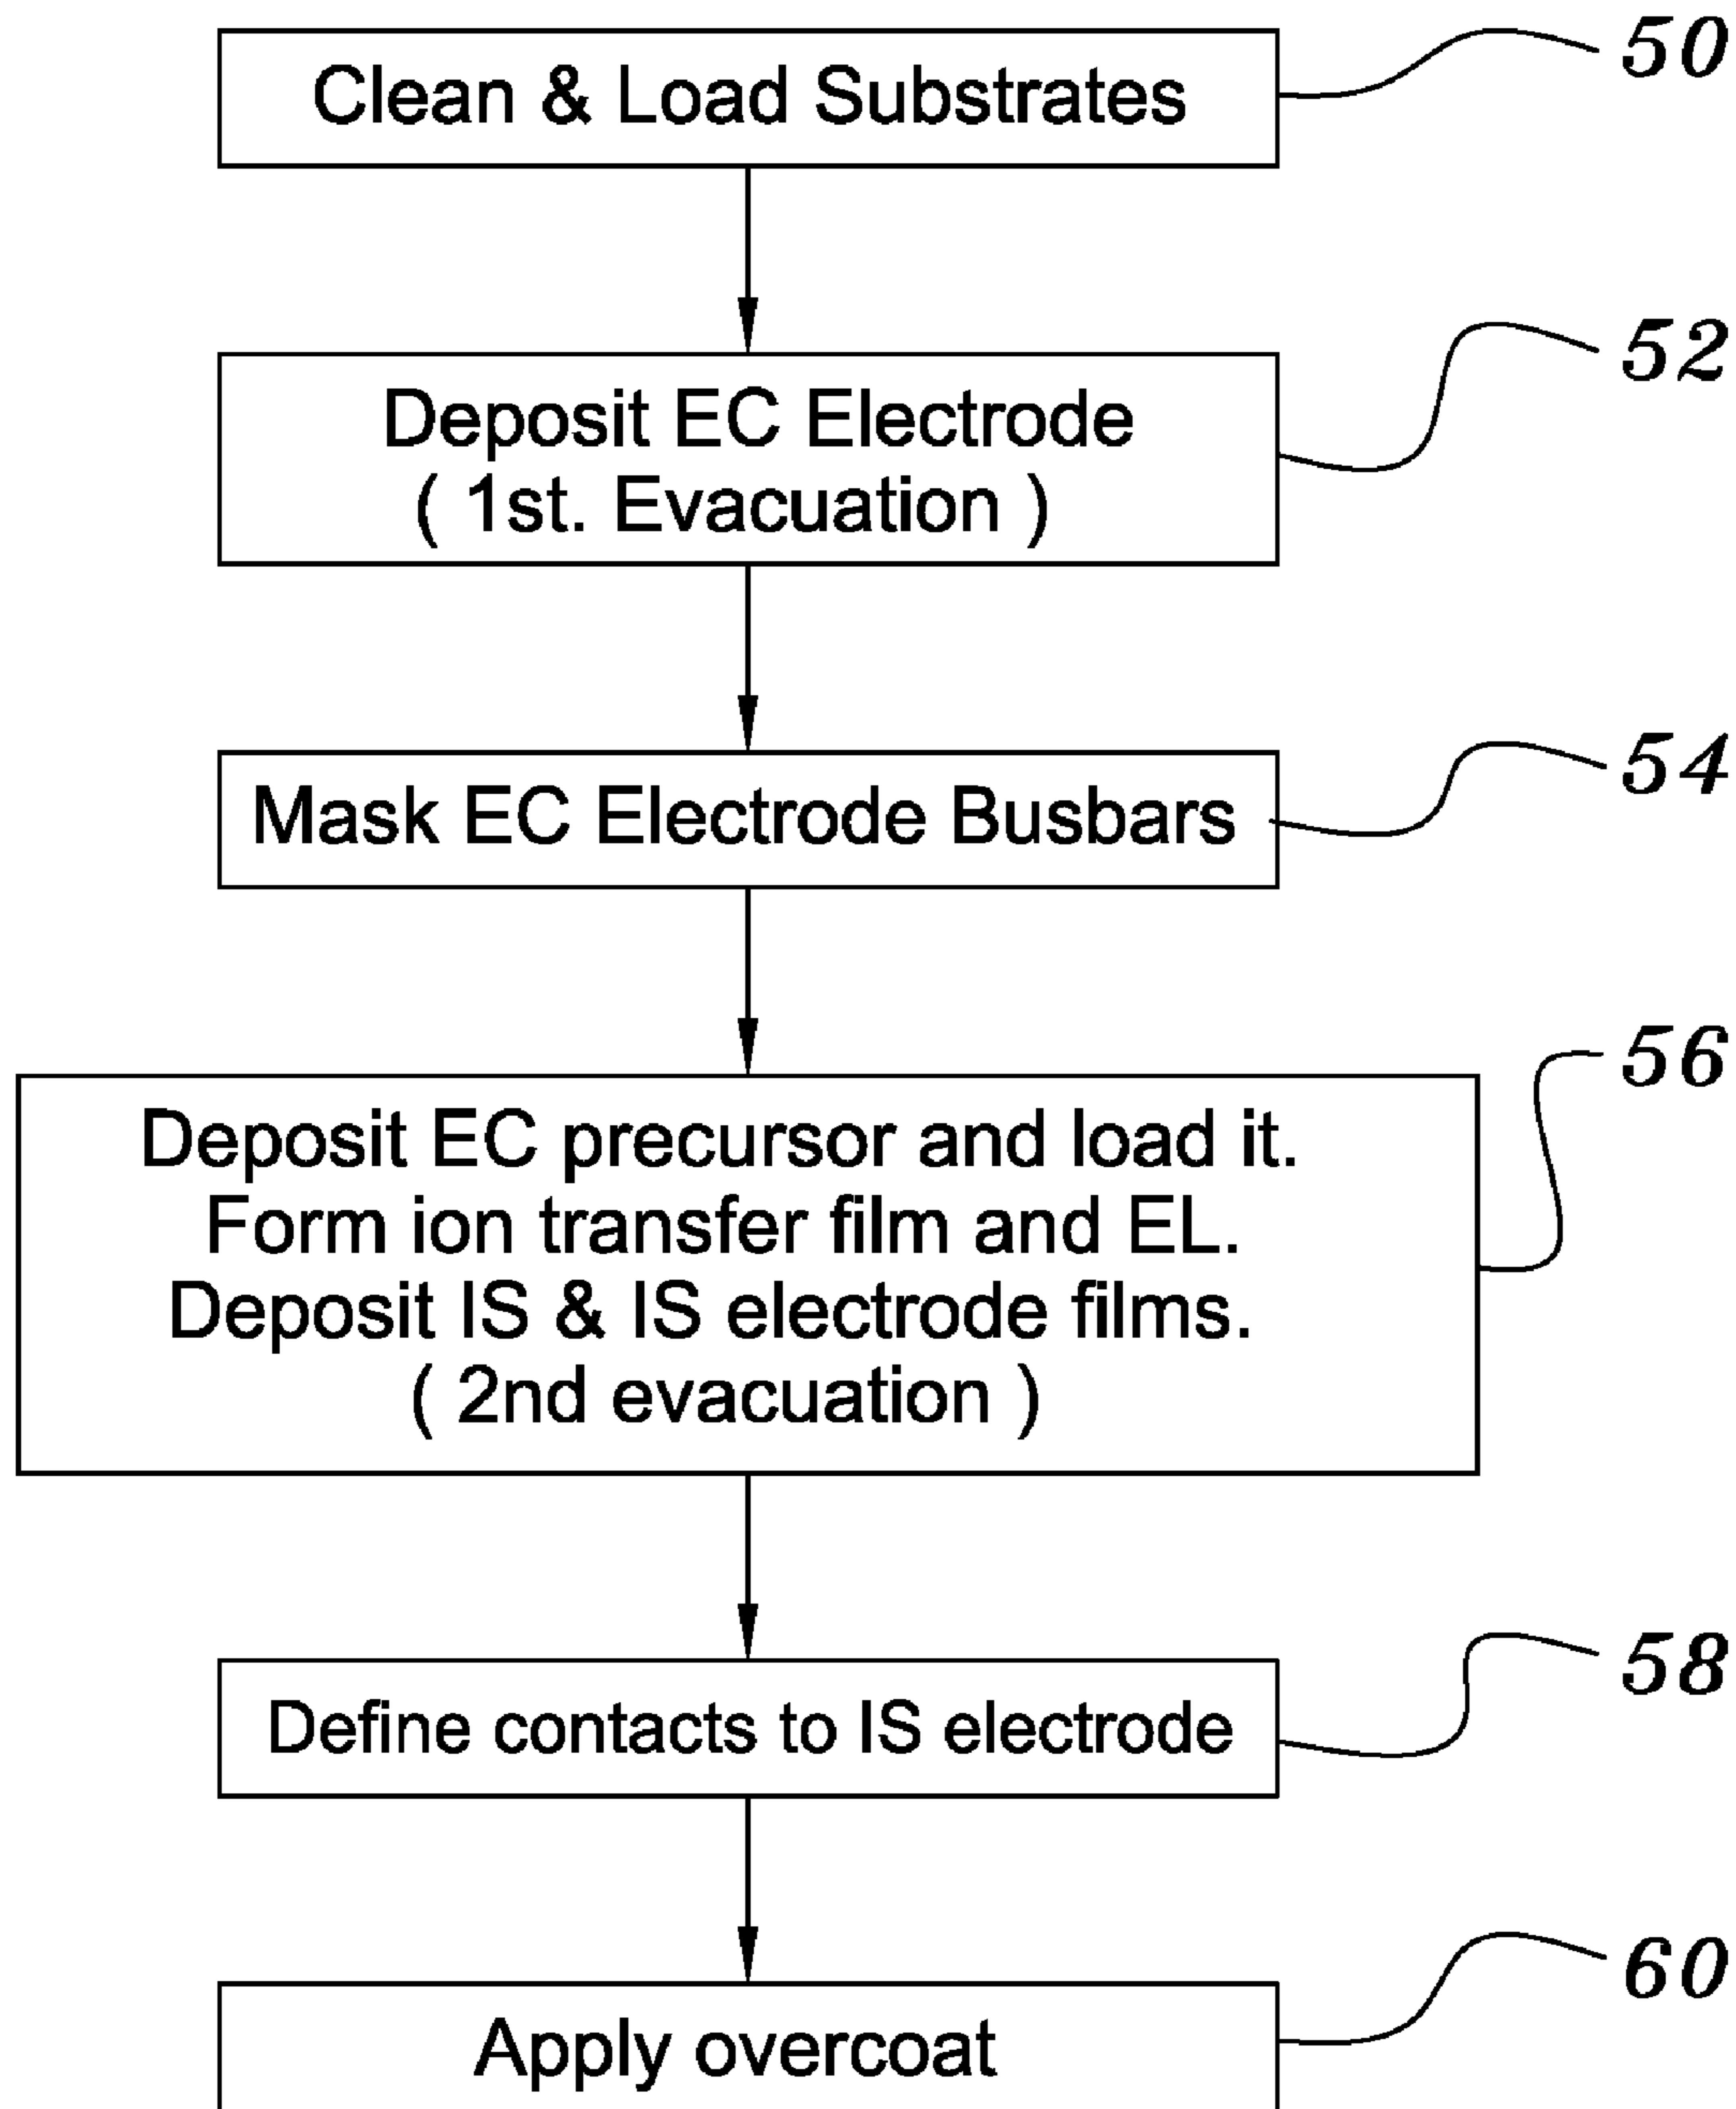 Clean & Load Substrates
50
Deposit EC Electrode
( 1st. Evacuation )
52
Mask EC Electrode Busbars
54
Deposit EC precursor and load it.
Form ion transfer film and EL.
Deposit IS & IS electrode films.
( 2nd evacuation )
56
Define contacts to IS electrode
58
Apply overcoat
60